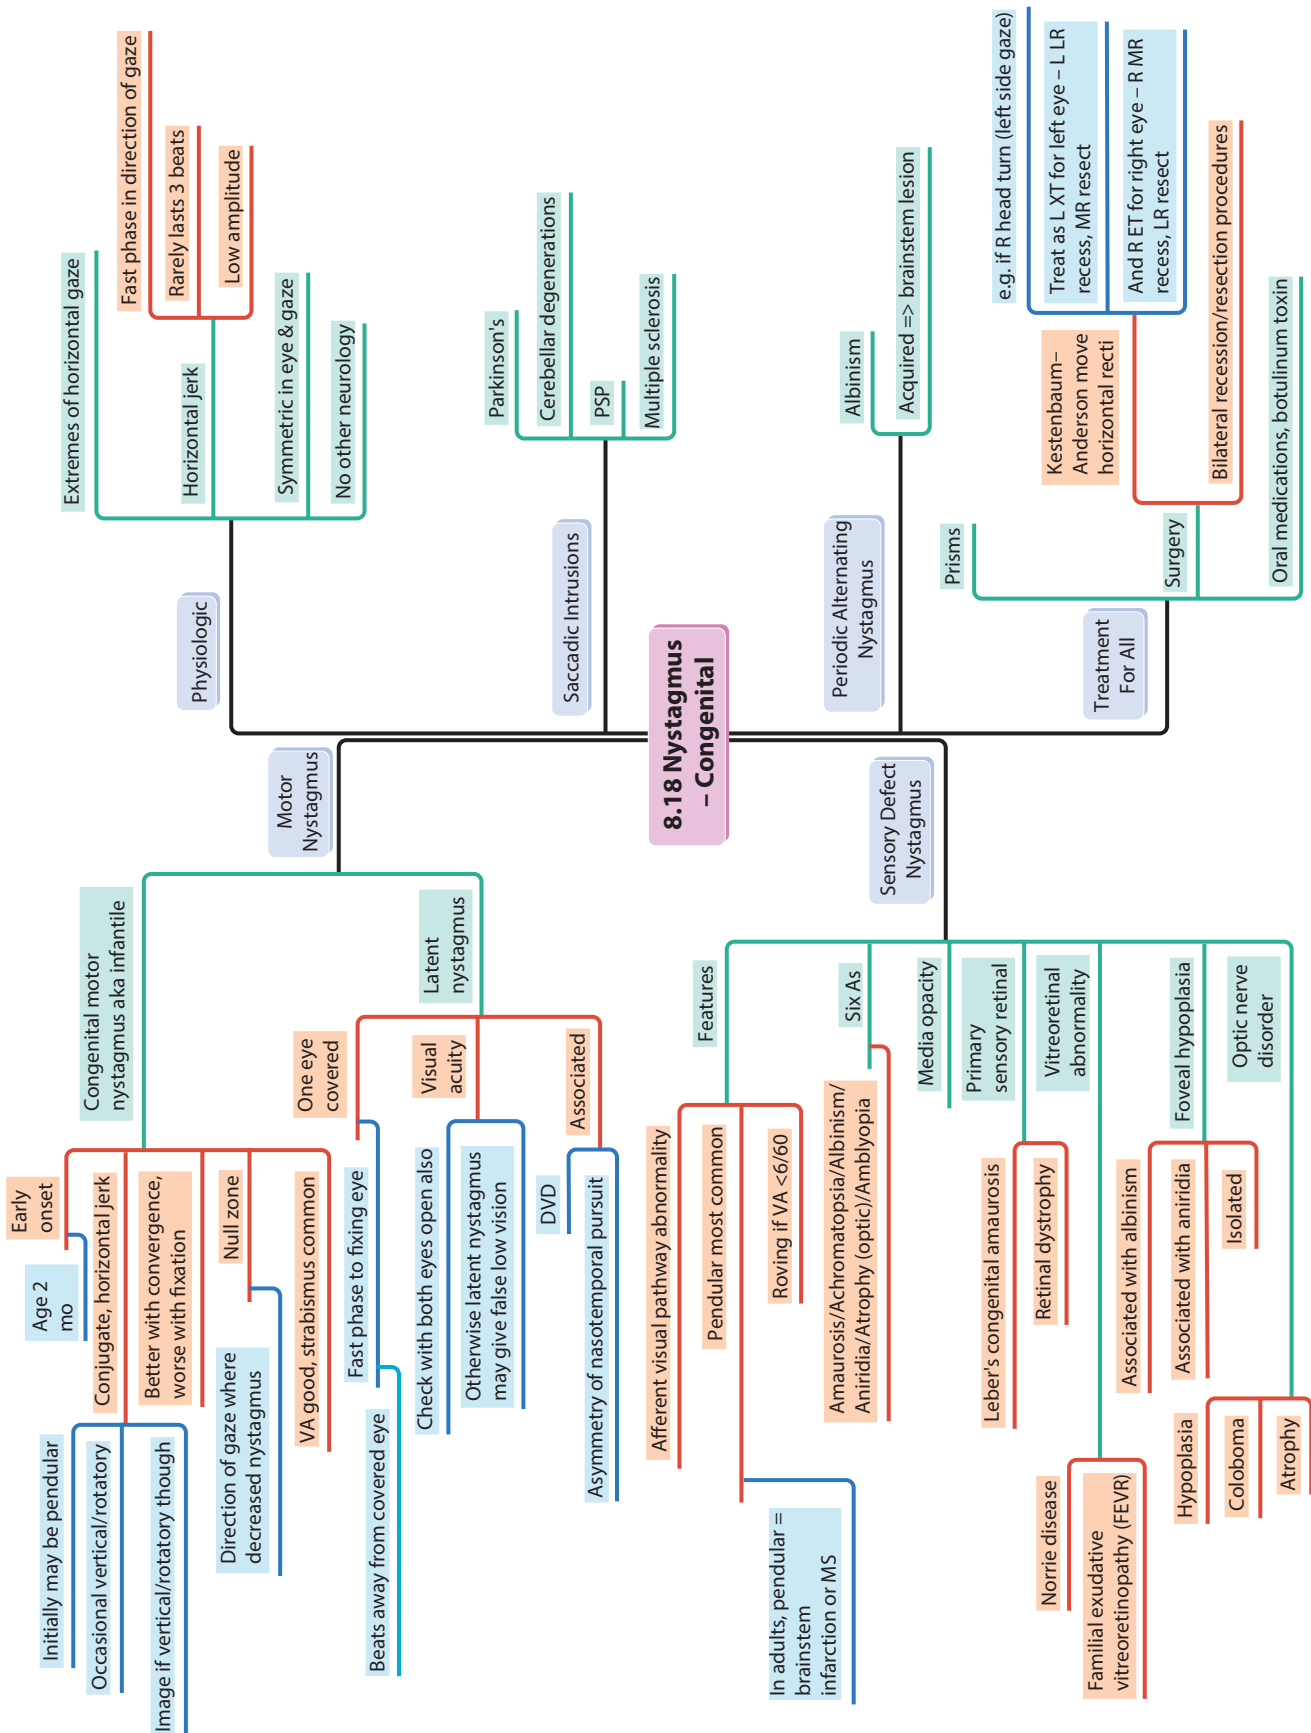 8.18 Nystagmus
– Congenital
Motor
Nystagmus
Congenital motor
nystagmus aka infantile
Early
onset
Age 2
mo
Conjugate, horizontal jerk
Initially may be pendular
Occasional vertical/rotatory
Image if vertical/rotatory though
Better with convergence,
worse with fixation
Null zone
Direction of gaze where
decreased nystagmus
VA good, strabismus common
Latent
nystagmus
One eye
covered
Fast phase to fixing eye
Beats away from covered eye
Visual
acuity
Check with both eyes open also
Otherwise latent nystagmus
may give false low vision
Associated
DVD
Asymmetry of nasotemporal pursuit
Sensory Defect
Nystagmus
Features
Afferent visual pathway abnormality
Pendular most common
In adults, pendular =
brainstem
infarction or MS
Roving if VA <6/60
Six As
Amaurosis/Achromatopsia/Albinism/
Aniridia/Atrophy (optic)/Amblyopia
Media opacity
Primary
sensory retinal
Leber's congenital amaurosis
Retinal dystrophy
Vitreoretinal
abnormality
Norrie disease
Familial exudative
vitreoretinopathy (FEVR)
Foveal hypoplasia
Associated with albinism
Associated with aniridia
Isolated
Optic nerve
disorder
Hypoplasia
Coloboma
Atrophy
Physiologic
Extremes of horizontal gaze
Horizontal jerk
Fast phase in direction of gaze
Rarely lasts 3 beats
Low amplitude
Symmetric in eye & gaze
No other neurology
Saccadic Intrusions
Parkinson's
Cerebellar degenerations
PSP
Multiple sclerosis
Periodic Alternating
Nystagmus
Albinism
Acquired => brainstem lesion
Treatment
For All
Prisms
Surgery
Kestenbaum–
Anderson move
horizontal recti
e.g. if R head turn (left side gaze)
Treat as L XT for left eye – L LR
recess, MR resect
And R ET for right eye – R MR
recess, LR resect
Bilateral recession/resection procedures
Oral medications, botulinum toxin